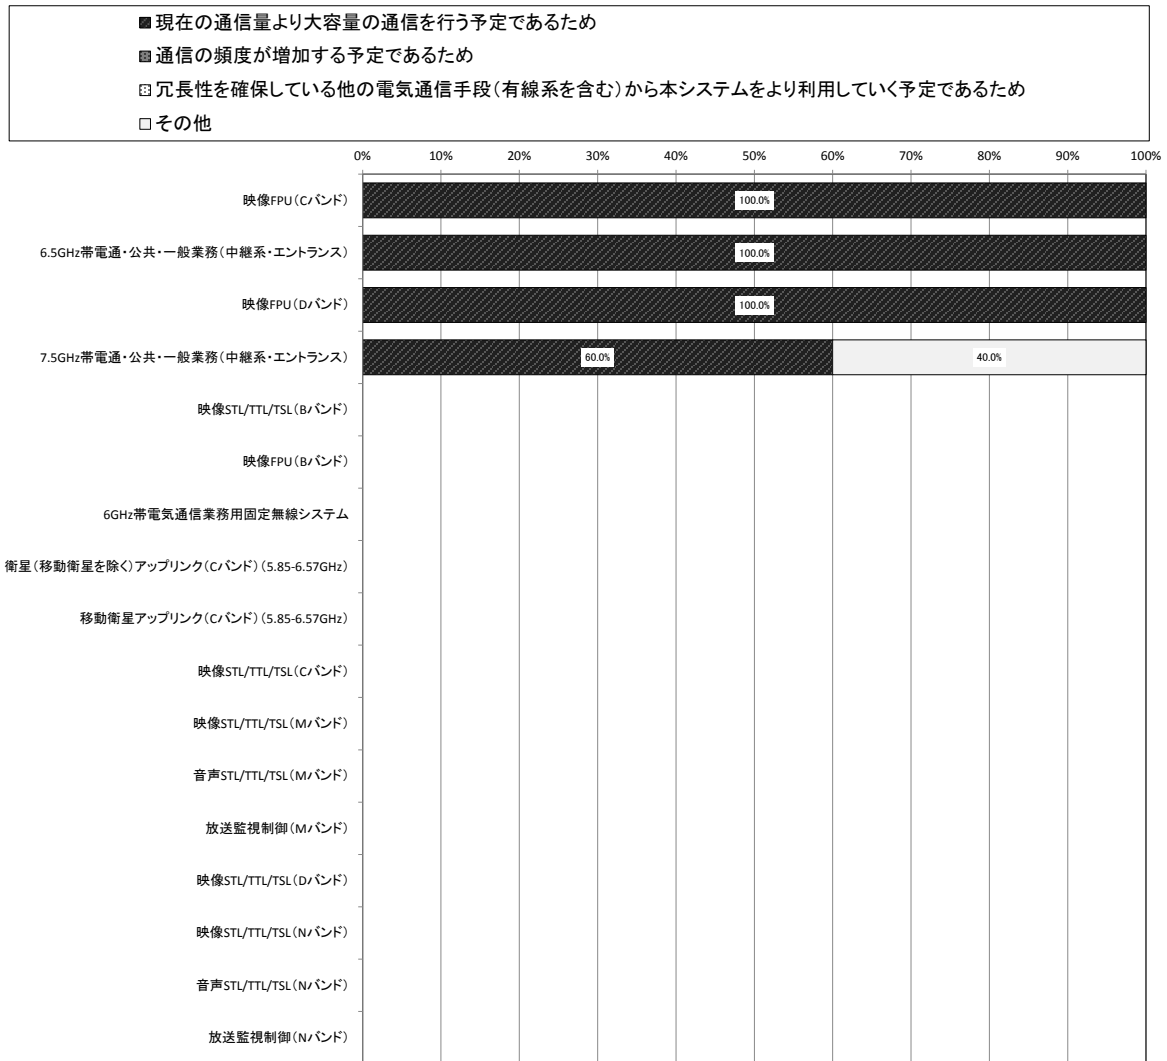 ■現在の通信量より大容量の通信を行う予定であるため
■通信の頻度が増加する予定であるため
□冗長性を確保している他の電気通信手段(有線系を含む)から本システムをより利用していく予定であるため
□その他
0% 10% 20% 30% 40% 50% 60% 70% 80% 90% 100%
映像FPU(Cバンド) 100.0%
6.5GHz帯電通・公共・一般業務(中継系・エントランス) 100.0%
映像FPU(Dバンド) 100.0%
7.5GHz帯電通・公共・一般業務(中継系・エントランス) 60.0% 40.0%
映像STL/TTL/TSL(Bバンド)
映像FPU(Bバンド)
6GHz帯電気通信業務用固定無線システム
衛星(移動衛星を除く)アップリンク(Cバンド)(5.85-6.57GHz)
移動衛星アップリンク(Cバンド)(5.85-6.57GHz)
映像STL/TTL/TSL(Cバンド)
映像STL/TTL/TSL(Mバンド)
音声STL/TTL/TSL(Mバンド)
放送監視制御(Mバンド)
映像STL/TTL/TSL(Dバンド)
映像STL/TTL/TSL(Nバンド)
音声STL/TTL/TSL(Nバンド)
放送監視制御(Nバンド)